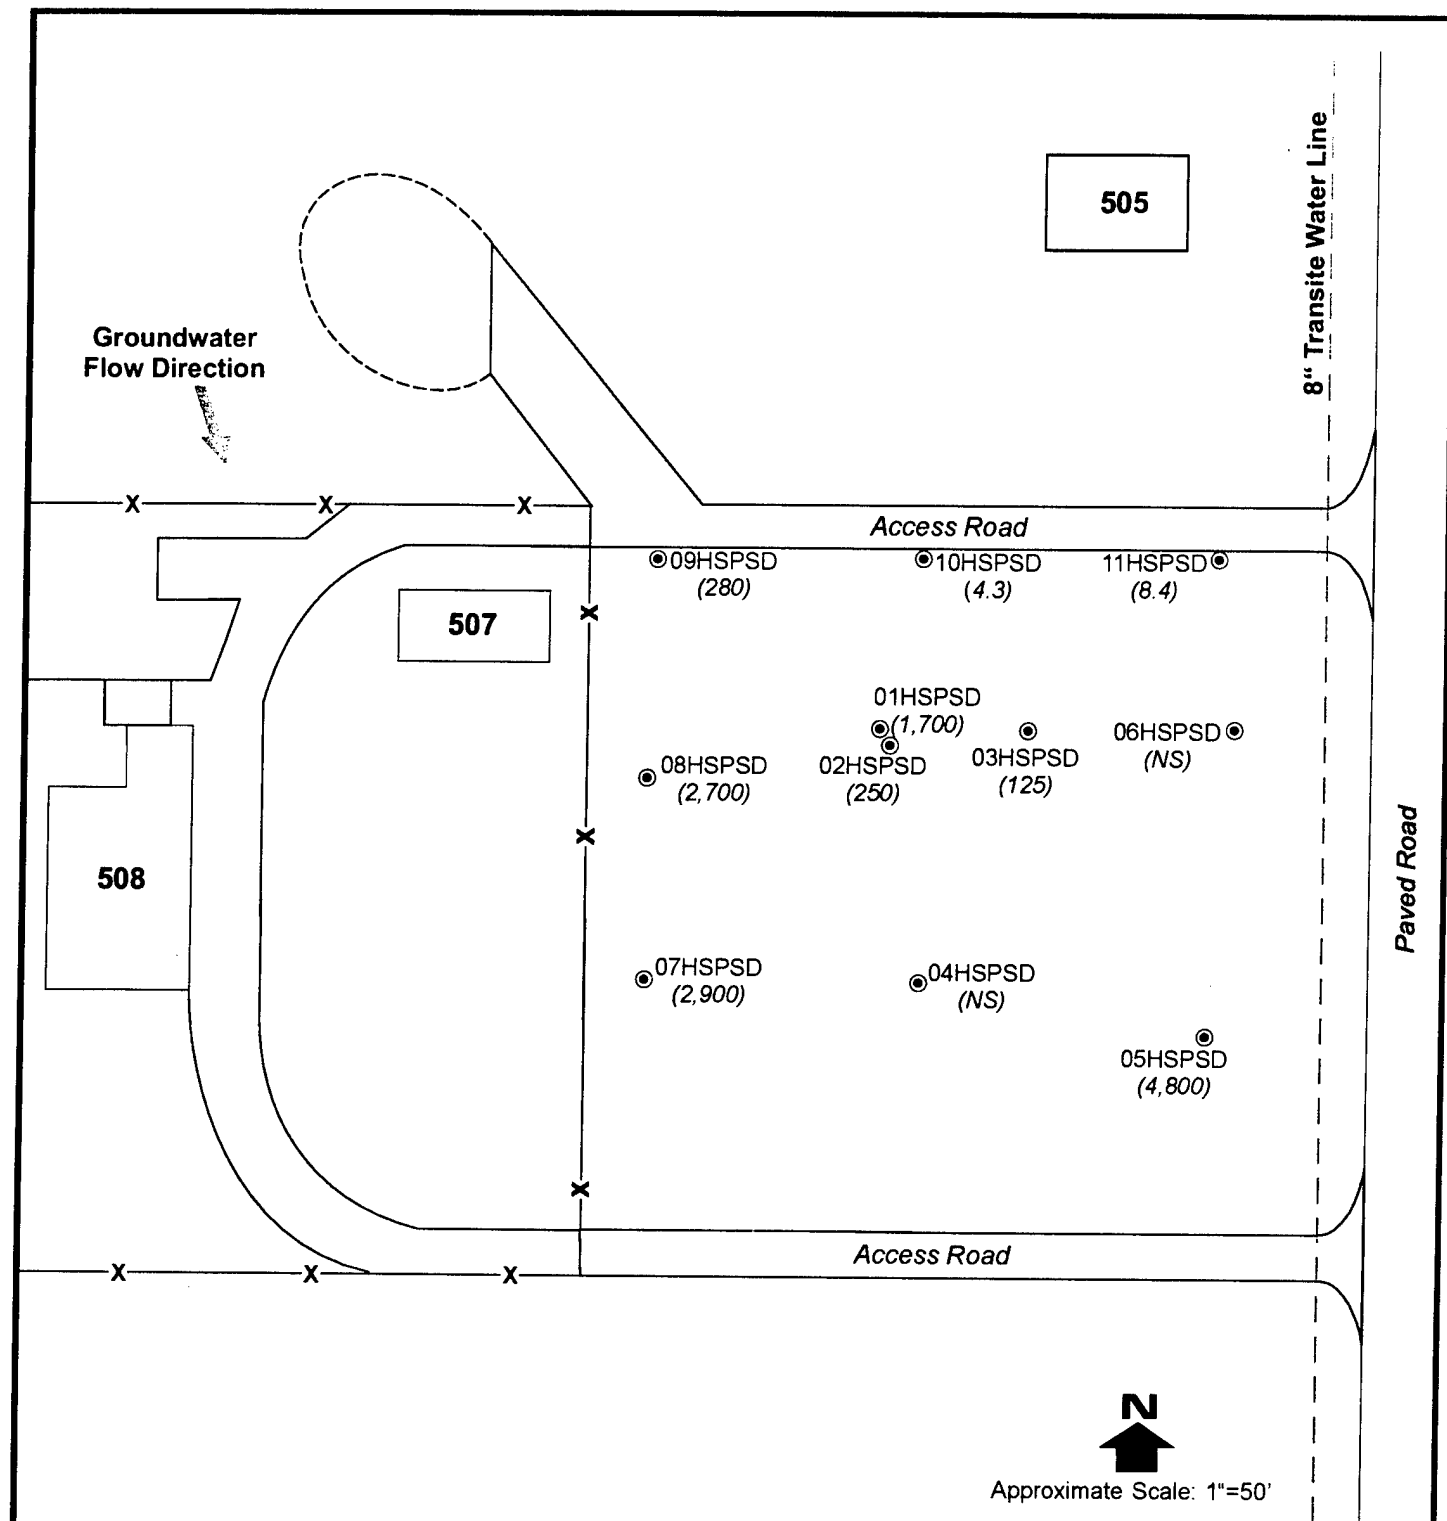 505
8" Transite Water Line
Groundwater
Flow Direction
X
X
X
Access Road
09HSPSD
(280)
10HSPSD
(4.3)
11HSPSD
(8.4)
X
507
01HSPSD
(1,700)
02HSPSD
(250)
03HSPSD
(125)
06HSPSD
(NS)
08HSPSD
(2,700)
X
508
Paved Road
07HSPSD
(2,900)
04HSPSD
(NS)
05HSPSD
(4,800)
X
Access Road
X
X
X
N
Approximate Scale: 1"=50'